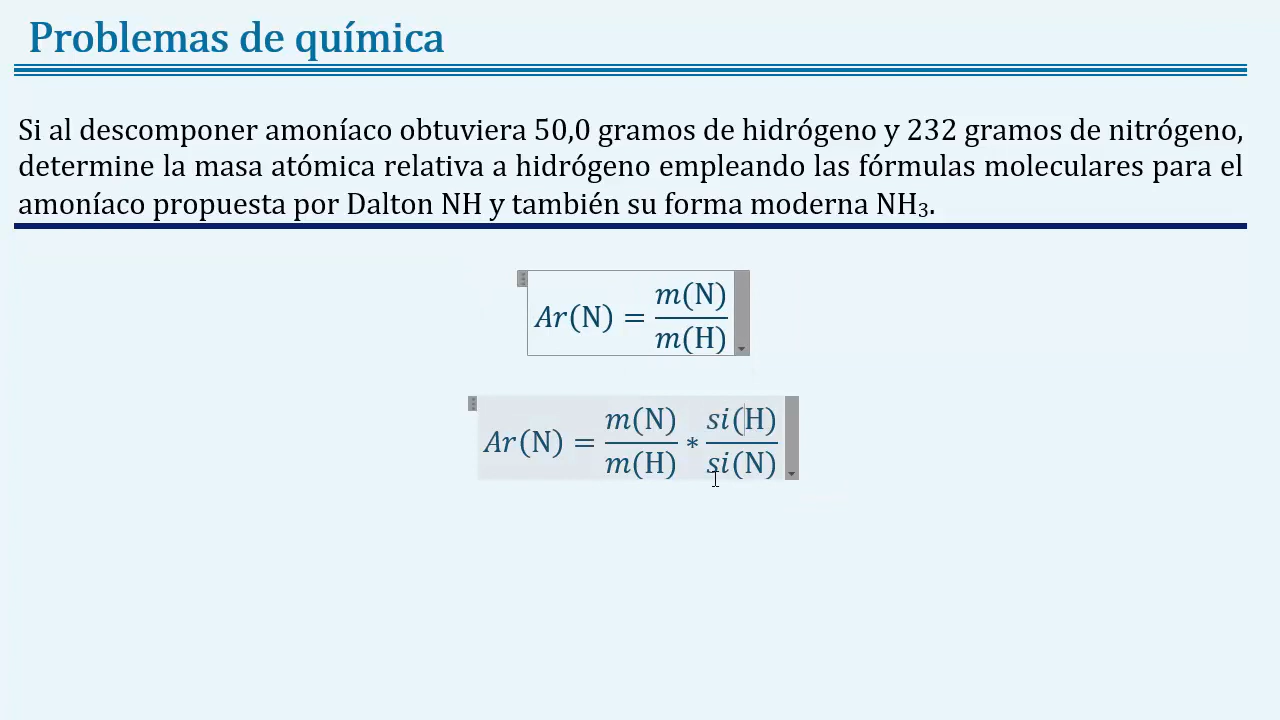 Problemas de química
Si al descomponer amoníaco obtuviera 50,0 gramos de hidrógeno y 232 gramos de nitrógeno,
determine la masa atómica relativa a hidrógeno empleando las fórmulas moleculares para el
amoníaco propuesta por Dalton NH y también su forma moderna NH₃.
Ar(N) = m(N)/m(H)
Ar(N) = m(N)/m(H) * si(H)/si(N)